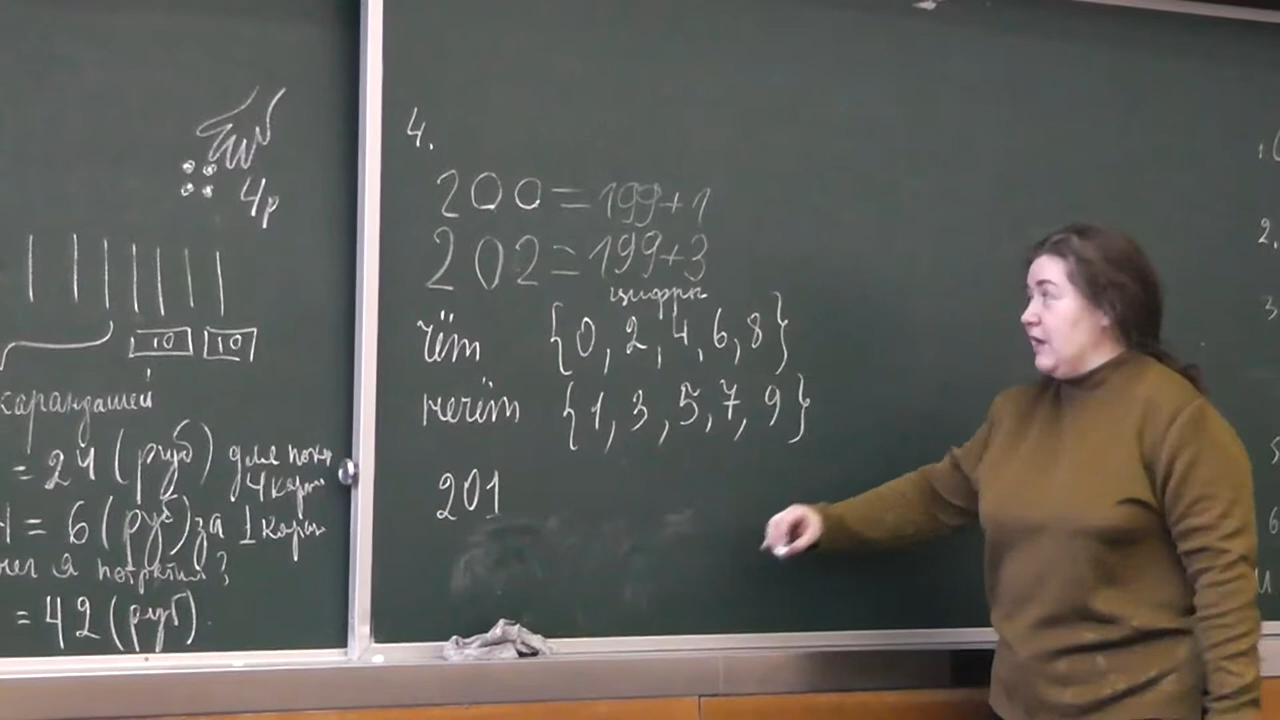 4р
10 10
карандашей
= 24 (руб) для пок
4 кар
= 6 (руб) за 1 каран
я потратил?
= 42 (руб)
4.
200 = 199 + 1
202 = 199 + 3
цифры
чёт {0, 2, 4, 6, 8}
нечёт {1, 3, 5, 7, 9}
201
1.
2.
3
5
6